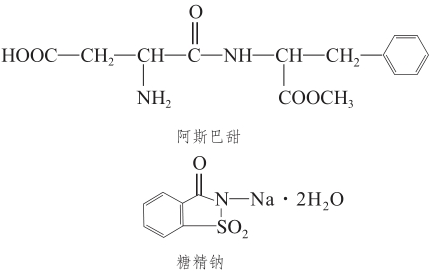 O
HOOC—CH₂—CH—C—NH—CH—CH₂—
NH₂ COOCH₃
阿斯巴甜
O
N—Na·2H₂O
SO₂
糖精钠